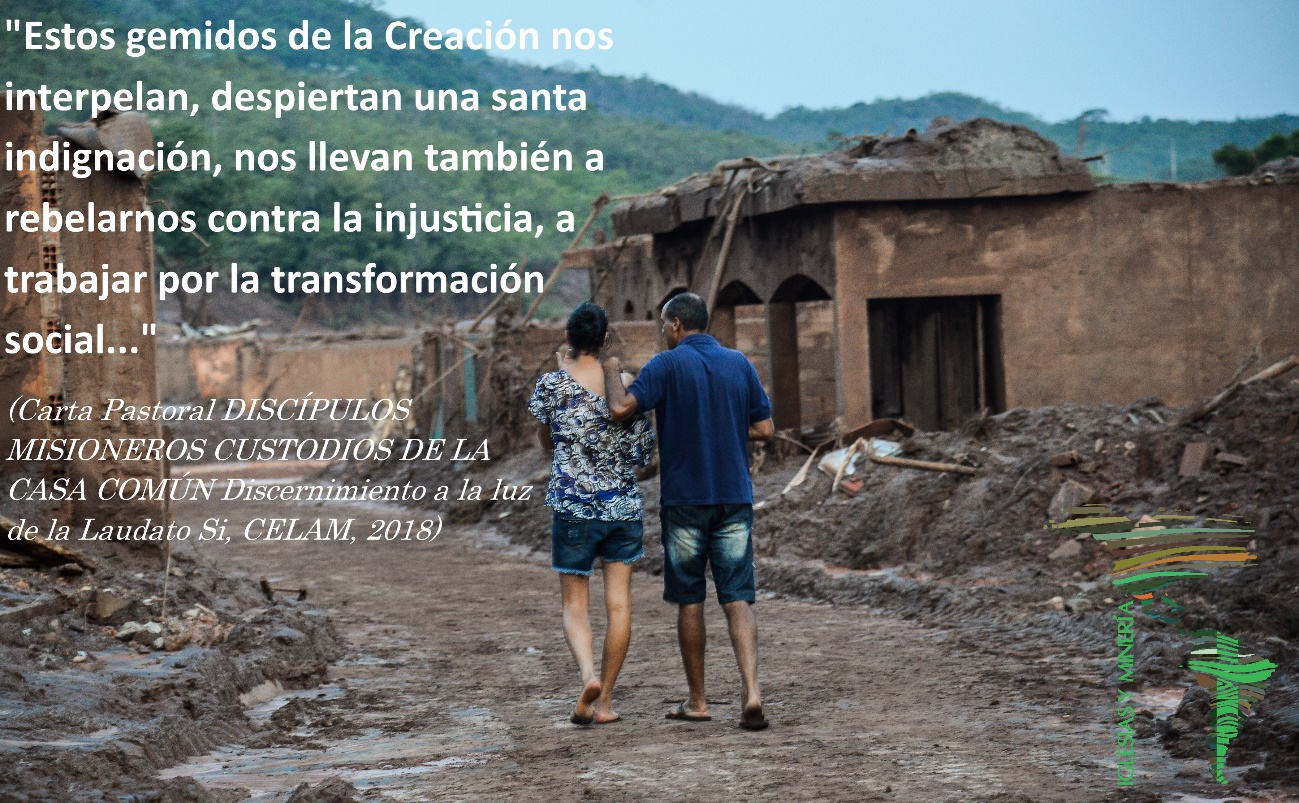 "Estos gemidos de la Creación nos
interpelan, despiertan una santa
indignación, nos llevan también a
rebelarnos contra la injusticia, a
trabajar por la transformación
social..."
(Carta Pastoral DISCÍPULOS
MISIONEROS CUSTODIOS DE LA
CASA COMÚN Discernimiento a la luz
de la Laudato Si, CELAM, 2018)
IGLESIAS Y MINERÍA